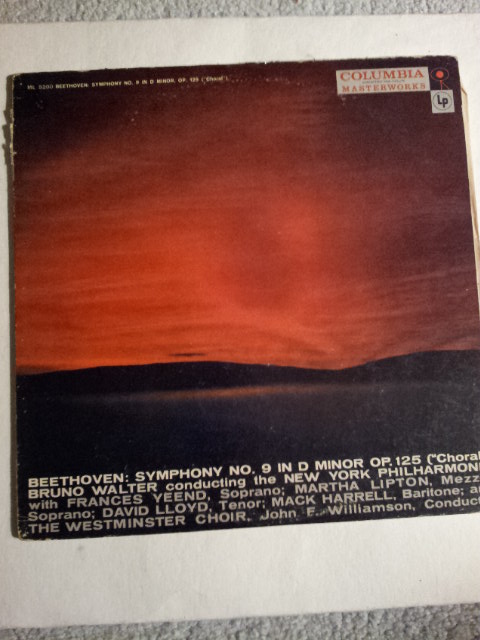 ML 5200 BEETHOVEN: SYMPHONY NO. 9 IN D MINOR, OP. 125 ("Choral")
COLUMBIA
MASTERWORKS
Lp
BEETHOVEN: SYMPHONY NO. 9 IN D MINOR OP. 125 ("Choral
BRUNO WALTER conducting the NEW YORK PHILHARMONI
with FRANCES YEEND, Soprano; MARTHA LIPTON, Mezz
Soprano; DAVID LLOYD, Tenor; MACK HARRELL, Baritone; a
THE WESTMINSTER CHOIR, John F. Williamson, Conduc